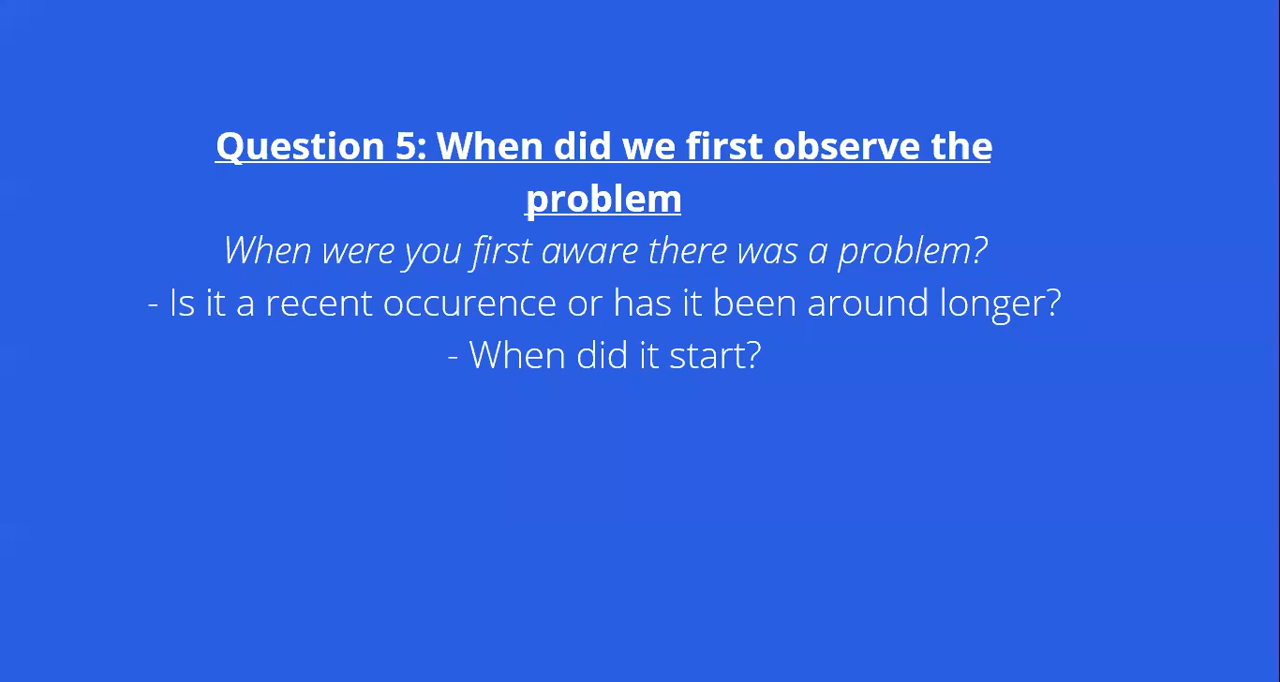 Question 5: When did we first observe the
problem
When were you first aware there was a problem?
- Is it a recent occurence or has it been around longer?
- When did it start?